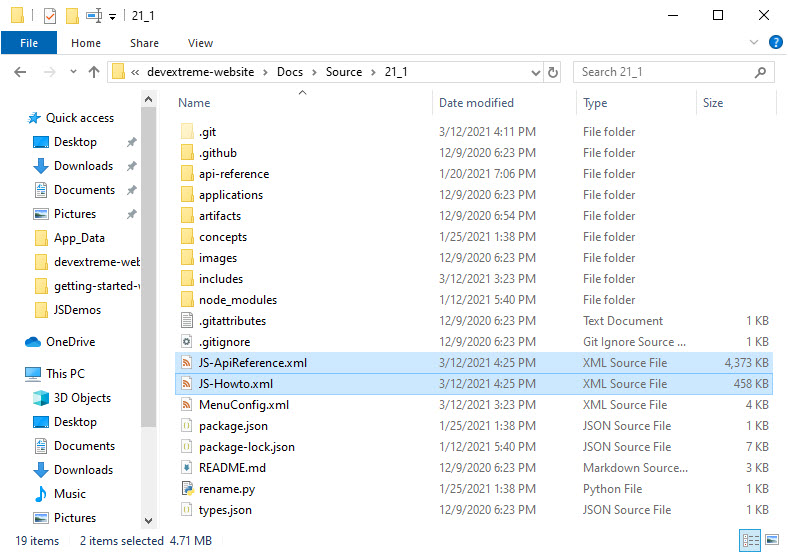 21_1
File Home Share View
« devextreme-website > Docs > Source > 21_1
Search 21_1
Name Date modified Type Size
Quick access
Desktop
Downloads
Documents
Pictures
App_Data
devextreme-web
getting-started-w
JSDemos
OneDrive
This PC
3D Objects
Desktop
Documents
Downloads
Music
Pictures
.git 3/12/2021 4:11 PM File folder
.github 12/9/2020 6:23 PM File folder
api-reference 1/20/2021 7:06 PM File folder
applications 12/9/2020 6:23 PM File folder
artifacts 12/9/2020 6:54 PM File folder
concepts 1/25/2021 1:38 PM File folder
images 12/9/2020 6:23 PM File folder
includes 3/12/2021 3:23 PM File folder
node_modules 1/12/2021 5:40 PM File folder
.gitattributes 12/9/2020 6:23 PM Text Document 1 KB
.gitignore 12/9/2020 6:23 PM Git Ignore Source ... 1 KB
JS-ApiReference.xml 3/12/2021 4:25 PM XML Source File 4,373 KB
JS-Howto.xml 3/12/2021 4:25 PM XML Source File 458 KB
MenuConfig.xml 3/12/2021 3:23 PM XML Source File 4 KB
package.json 1/25/2021 1:38 PM JSON Source File 1 KB
package-lock.json 1/12/2021 5:40 PM JSON Source File 7 KB
README.md 12/9/2020 6:23 PM Markdown Source... 3 KB
rename.py 1/25/2021 1:38 PM Python File 1 KB
types.json 12/9/2020 6:23 PM JSON Source File 1 KB
19 items 2 items selected 4.71 MB